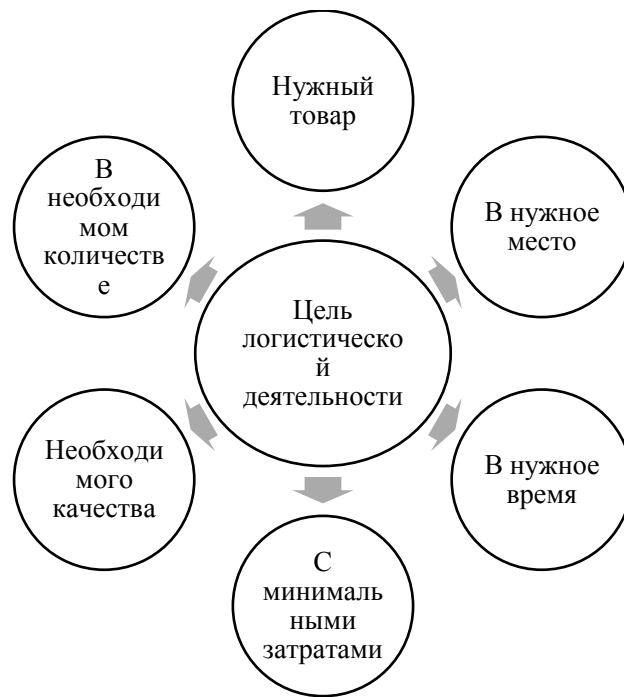 Нужный
товар
В
необходи
мом
количеств
е
В нужное
место
Цель
логистическо
й
деятельности
Необходи
мого
качества
В нужное
время
С
минималь
ными
затратами